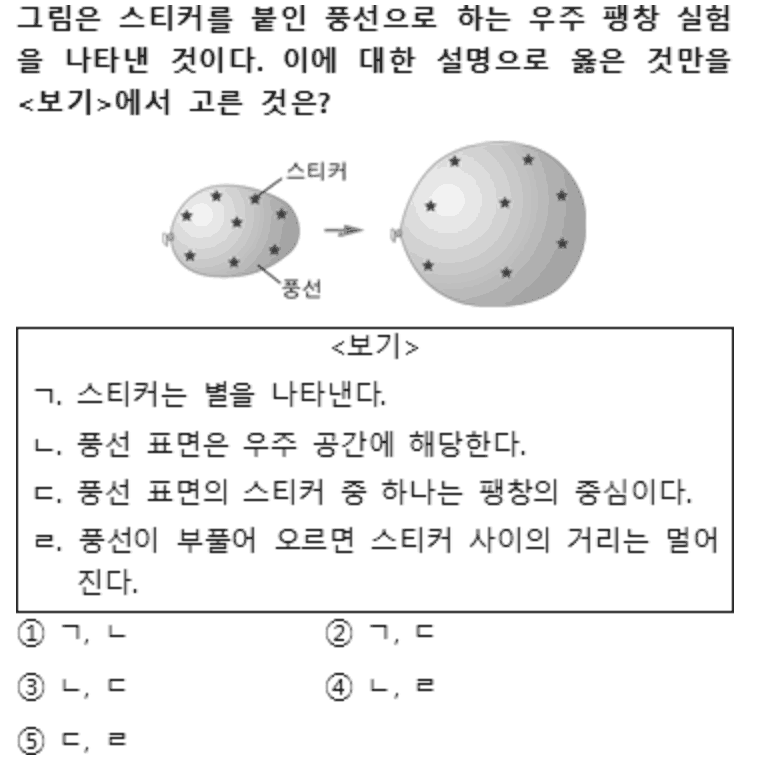 그림은 스티커를 붙인 풍선으로 하는 우주 팽창 실험
을 나타낸 것이다. 이에 대한 설명으로 옳은 것만을
<보기>에서 고른 것은?
스티커
풍선
<보기>
ㄱ. 스티커는 별을 나타낸다.
ㄴ. 풍선 표면은 우주 공간에 해당한다.
ㄷ. 풍선 표면의 스티커 중 하나는 팽창의 중심이다.
ㄹ. 풍선이 부풀어 오르면 스티커 사이의 거리는 멀어
진다.
① ㄱ, ㄴ ② ㄱ, ㄷ
③ ㄴ, ㄷ ④ ㄴ, ㄹ
⑤ ㄷ, ㄹ